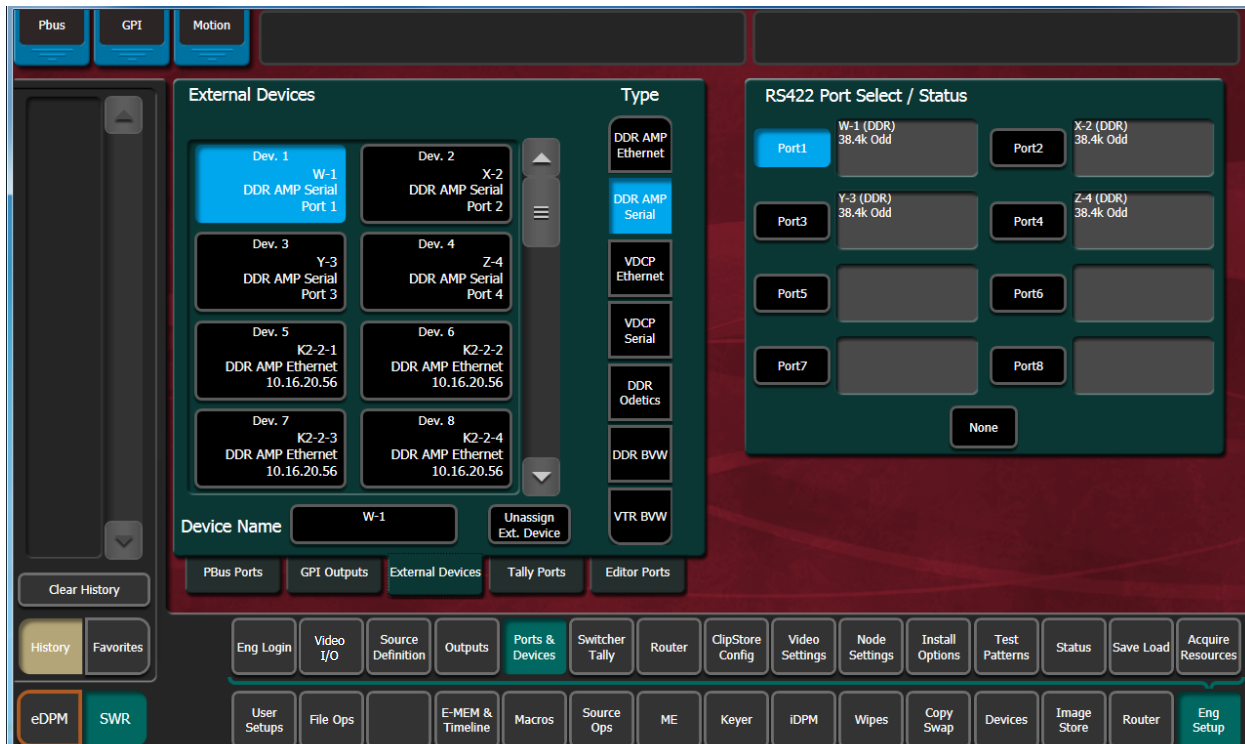 Pbus
GPI
Motion
External Devices
Type
Dev. 1
W-1
DDR AMP Serial
Port 1
Dev. 2
X-2
DDR AMP Serial
Port 2
Dev. 3
Y-3
DDR AMP Serial
Port 3
Dev. 4
Z-4
DDR AMP Serial
Port 4
Dev. 5
K2-2-1
DDR AMP Ethernet
10.16.20.56
Dev. 6
K2-2-2
DDR AMP Ethernet
10.16.20.56
Dev. 7
K2-2-3
DDR AMP Ethernet
10.16.20.56
Dev. 8
K2-2-4
DDR AMP Ethernet
10.16.20.56
DDR AMP
Ethernet
DDR AMP
Serial
VDCP
Ethernet
VDCP
Serial
DDR
Odetics
DDR BVW
VTR BVW
Device Name
W-1
Unassign
Ext. Device
RS422 Port Select / Status
Port1
W-1 (DDR)
38.4k Odd
Port2
X-2 (DDR)
38.4k Odd
Port3
Y-3 (DDR)
38.4k Odd
Port4
Z-4 (DDR)
38.4k Odd
Port5
Port6
Port7
Port8
None
PBus Ports
GPI Outputs
External Devices
Tally Ports
Editor Ports
Clear History
History
Favorites
Eng Login
Video
I/O
Source
Definition
Outputs
Ports &
Devices
Switcher
Tally
Router
ClipStore
Config
Video
Settings
Node
Settings
Install
Options
Test
Patterns
Status
Save Load
Acquire
Resources
eDPM
SWR
User
Setups
File Ops
E-MEM &
Timeline
Macros
Source
Ops
ME
Keyer
iDPM
Wipes
Copy
Swap
Devices
Image
Store
Router
Eng
Setup